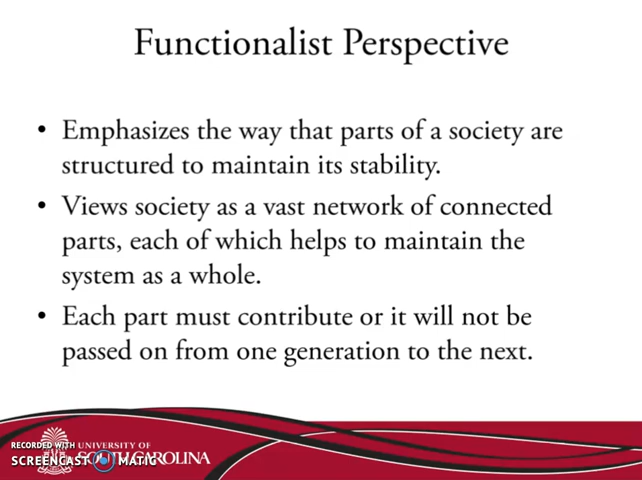 Functionalist Perspective
• Emphasizes the way that parts of a society are
structured to maintain its stability.
• Views society as a vast network of connected
parts, each of which helps to maintain the
system as a whole.
• Each part must contribute or it will not be
passed on from one generation to the next.
RECORDED WITH
SCREENCAST MATIC
UNIVERSITY OF
SOUTH CAROLINA